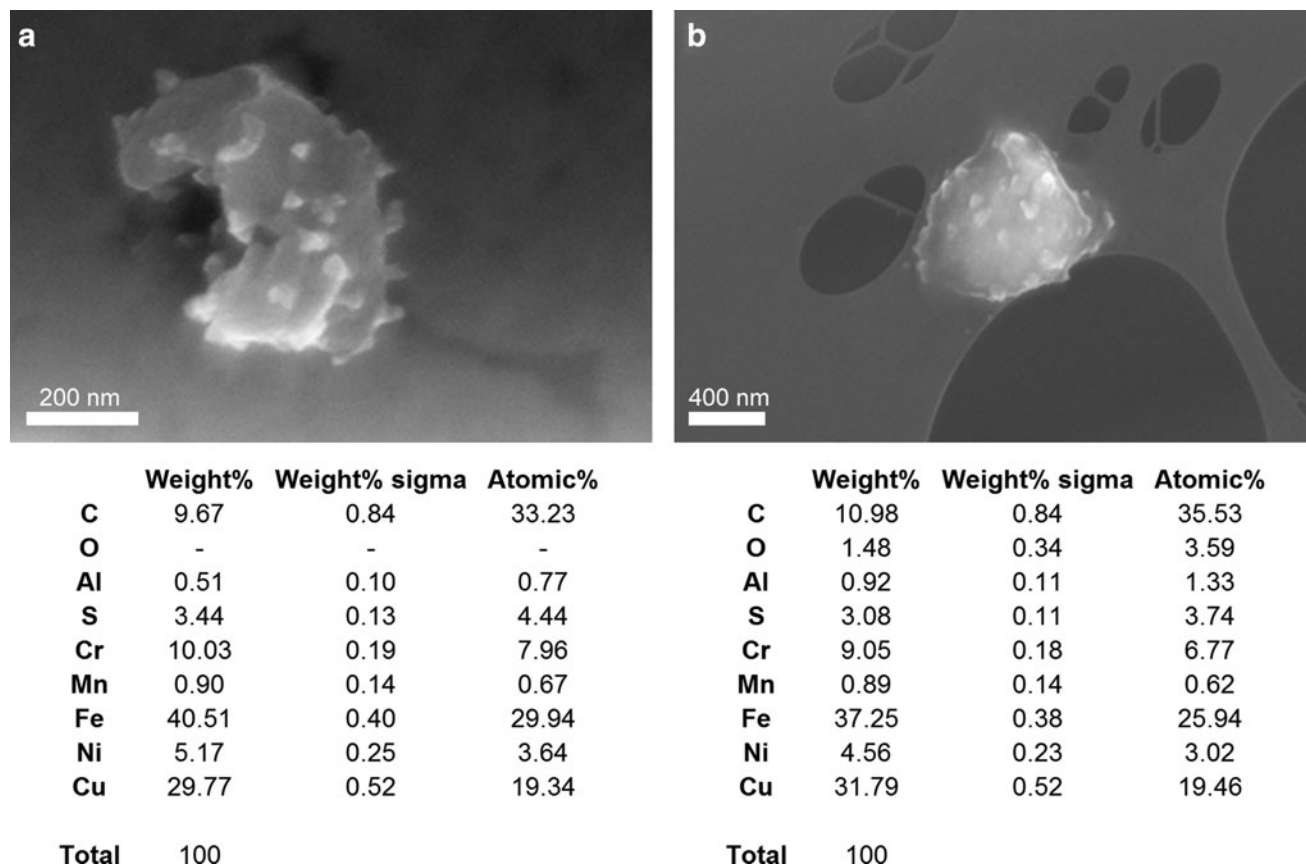 a
200 nm
Weight% Weight% sigma Atomic%
C 9.67 0.84 33.23
O - - -
Al 0.51 0.10 0.77
S 3.44 0.13 4.44
Cr 10.03 0.19 7.96
Mn 0.90 0.14 0.67
Fe 40.51 0.40 29.94
Ni 5.17 0.25 3.64
Cu 29.77 0.52 19.34
Total 100
b
400 nm
Weight% Weight% sigma Atomic%
C 10.98 0.84 35.53
O 1.48 0.34 3.59
Al 0.92 0.11 1.33
S 3.08 0.11 3.74
Cr 9.05 0.18 6.77
Mn 0.89 0.14 0.62
Fe 37.25 0.38 25.94
Ni 4.56 0.23 3.02
Cu 31.79 0.52 19.46
Total 100